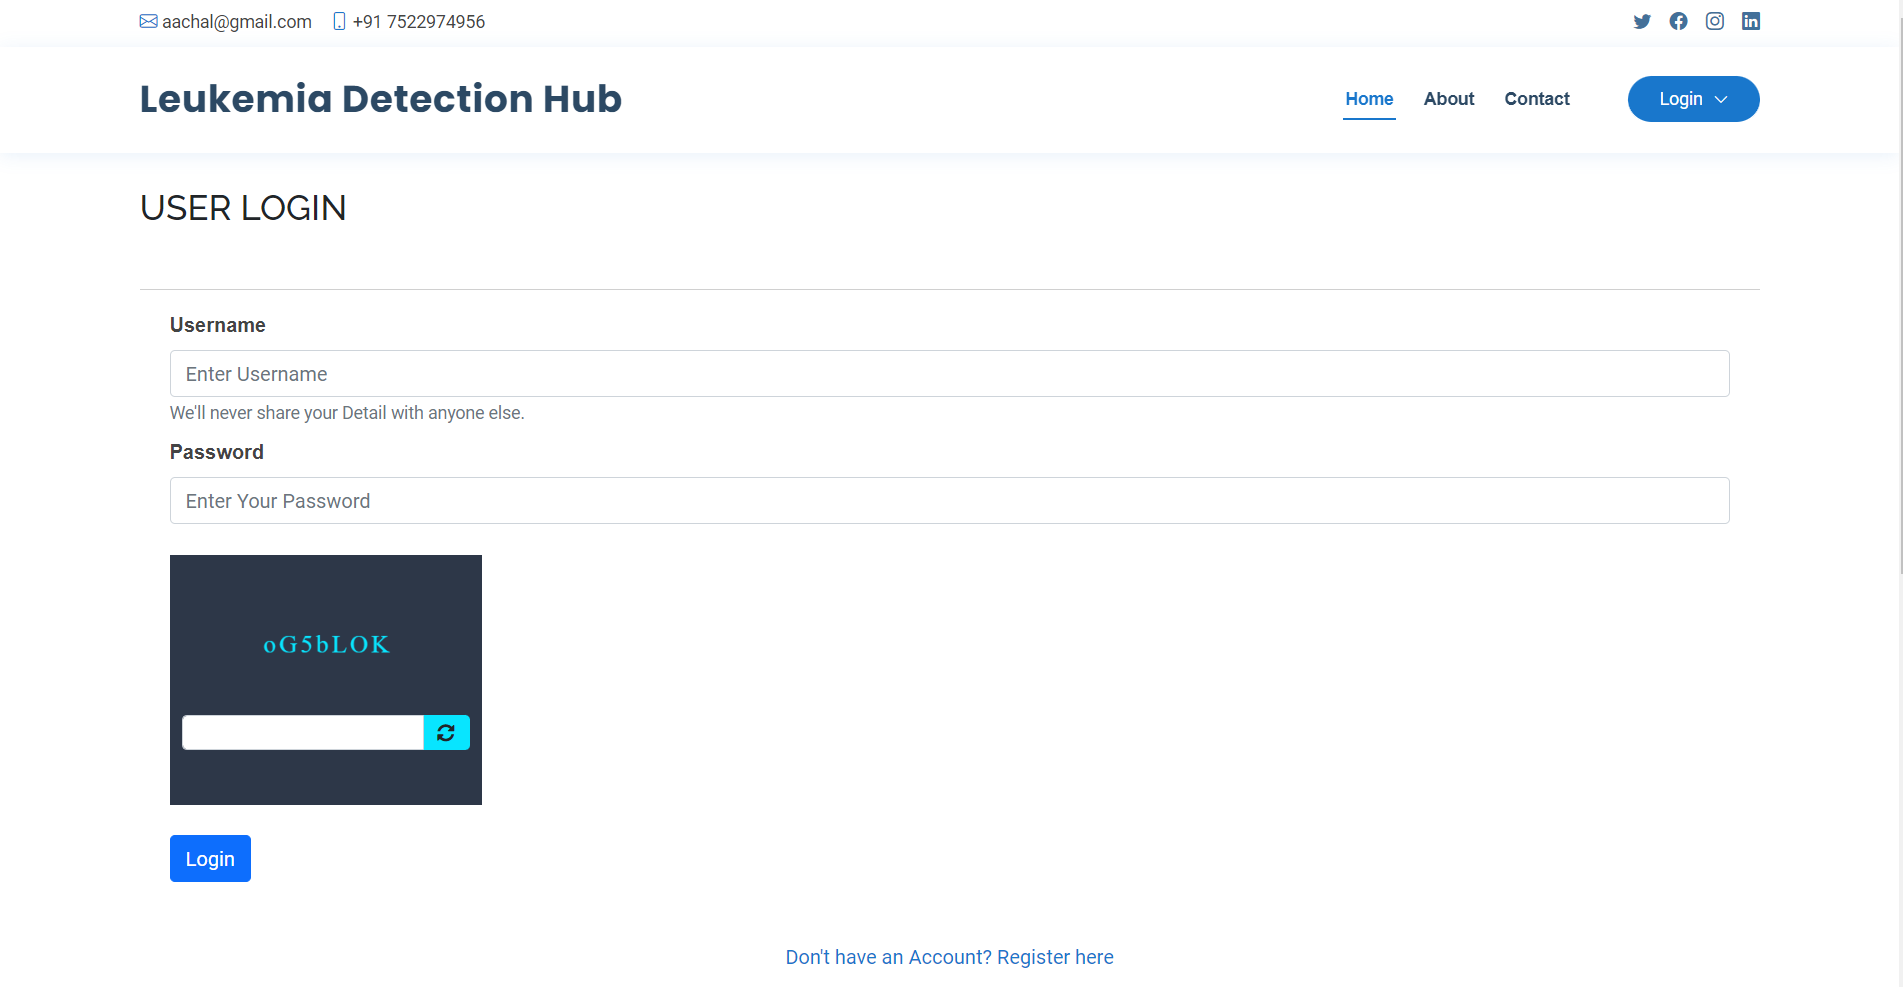 aachal@gmail.com +91 7522974956
Leukemia Detection Hub
Home About Contact Login
USER LOGIN
Username
Enter Username
We'll never share your Detail with anyone else.
Password
Enter Your Password
oG5bLOK
Login
Don't have an Account? Register here